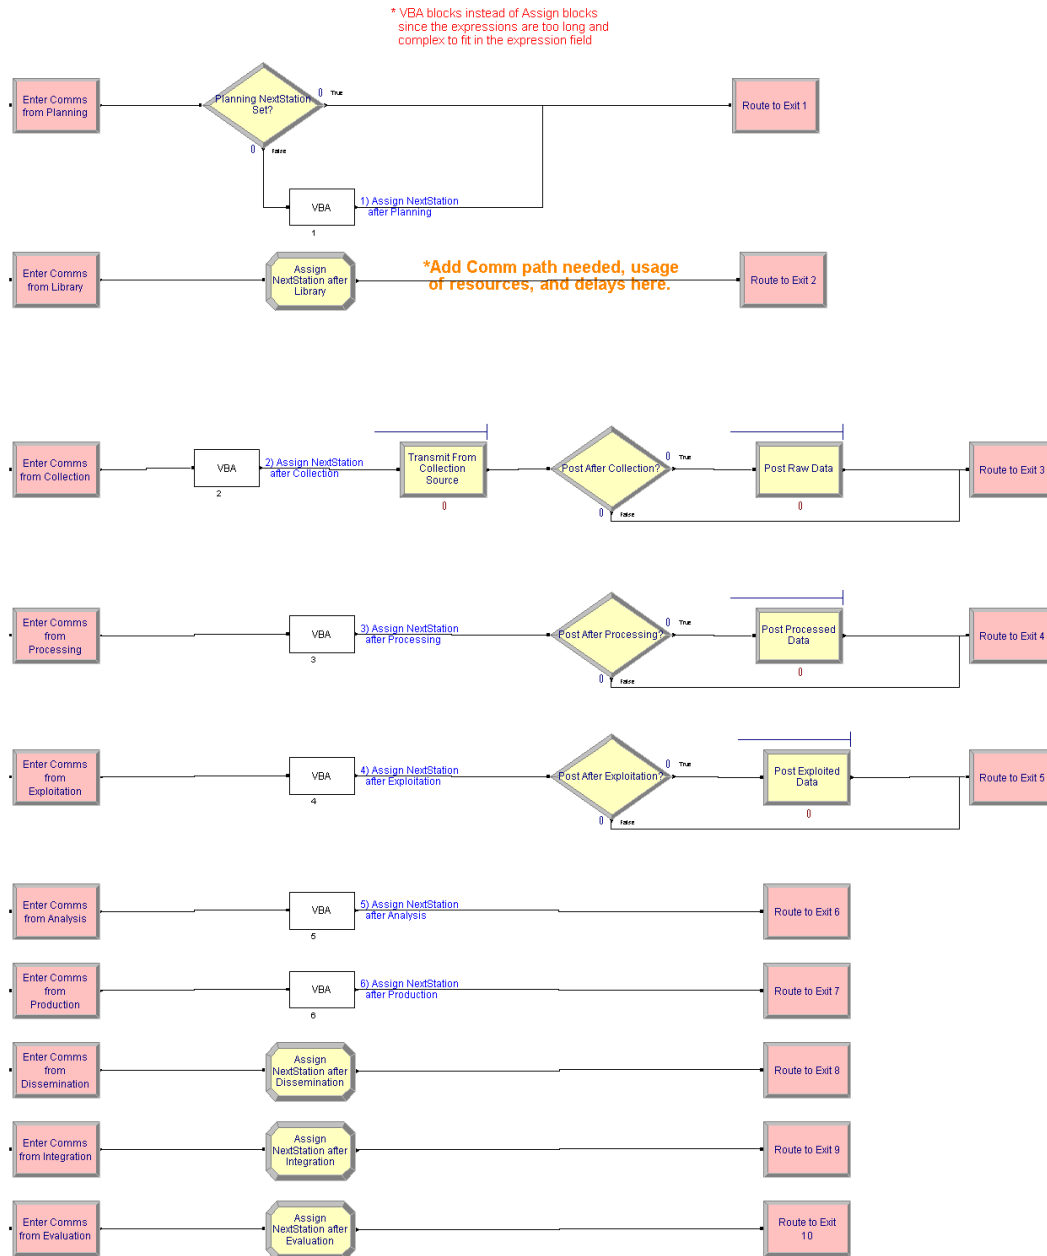 * VBA blocks instead of Assign blocks
since the expressions are too long and
complex to fit in the expression field
Enter Comms
from Planning
Planning NextStation
Set?
0
True
0
False
VBA
1
1) Assign NextStation
after Planning
Route to Exit 1
Enter Comms
from Library
Assign
NextStation after
Library
*Add Comm path needed, usage
of resources, and delays here.
Route to Exit 2
Enter Comms
from Collection
VBA
2
2) Assign NextStation
after Collection
Transmit From
Collection
Source
0
Post After Collection?
0
True
0
False
Post Raw Data
0
Route to Exit 3
Enter Comms
from
Processing
VBA
3
3) Assign NextStation
after Processing
Post After Processing?
0
True
0
False
Post Processed
Data
0
Route to Exit 4
Enter Comms
from
Exploitation
VBA
4
4) Assign NextStation
after Exploitation
Post After Exploitation?
0
True
0
False
Post Exploited
Data
0
Route to Exit 5
Enter Comms
from Analysis
VBA
5
5) Assign NextStation
after Analysis
Route to Exit 6
Enter Comms
from
Production
VBA
6
6) Assign NextStation
after Production
Route to Exit 7
Enter Comms
from
Dissemination
Assign
NextStation after
Dissemination
Route to Exit 8
Enter Comms
from Integration
Assign
NextStation after
Integration
Route to Exit 9
Enter Comms
from Evaluation
Assign
NextStation after
Evaluation
Route to Exit
10